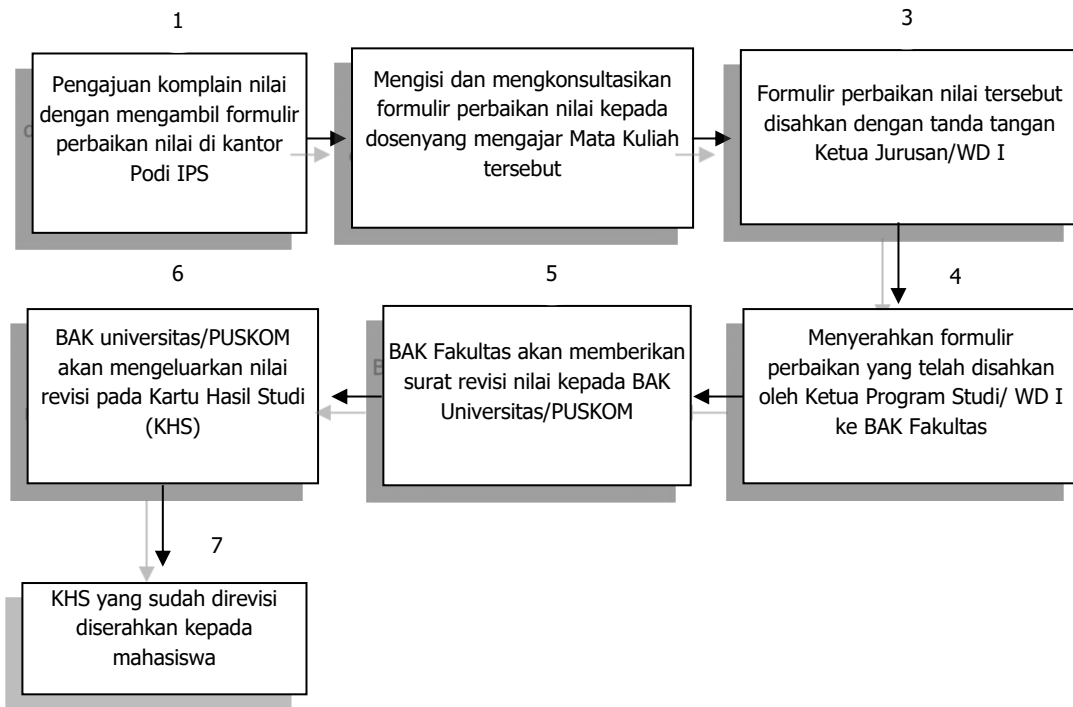 1
Pengajuan komplain nilai
dengan mengambil formulir
perbaikan nilai di kantor
Podi IPS
Mengisi dan mengkonsultasikan
formulir perbaikan nilai kepada
dosenyang mengajar Mata Kuliah
tersebut
3
Formulir perbaikan nilai tersebut
disahkan dengan tanda tangan
Ketua Jurusan/WD I
4
Menyerahkan formulir
perbaikan yang telah disahkan
oleh Ketua Program Studi/ WD I
ke BAK Fakultas
5
BAK Fakultas akan memberikan
surat revisi nilai kepada BAK
Universitas/PUSKOM
6
BAK universitas/PUSKOM
akan mengeluarkan nilai
revisi pada Kartu Hasil Studi
(KHS)
7
KHS yang sudah direvisi
diserahkan kepada
mahasiswa